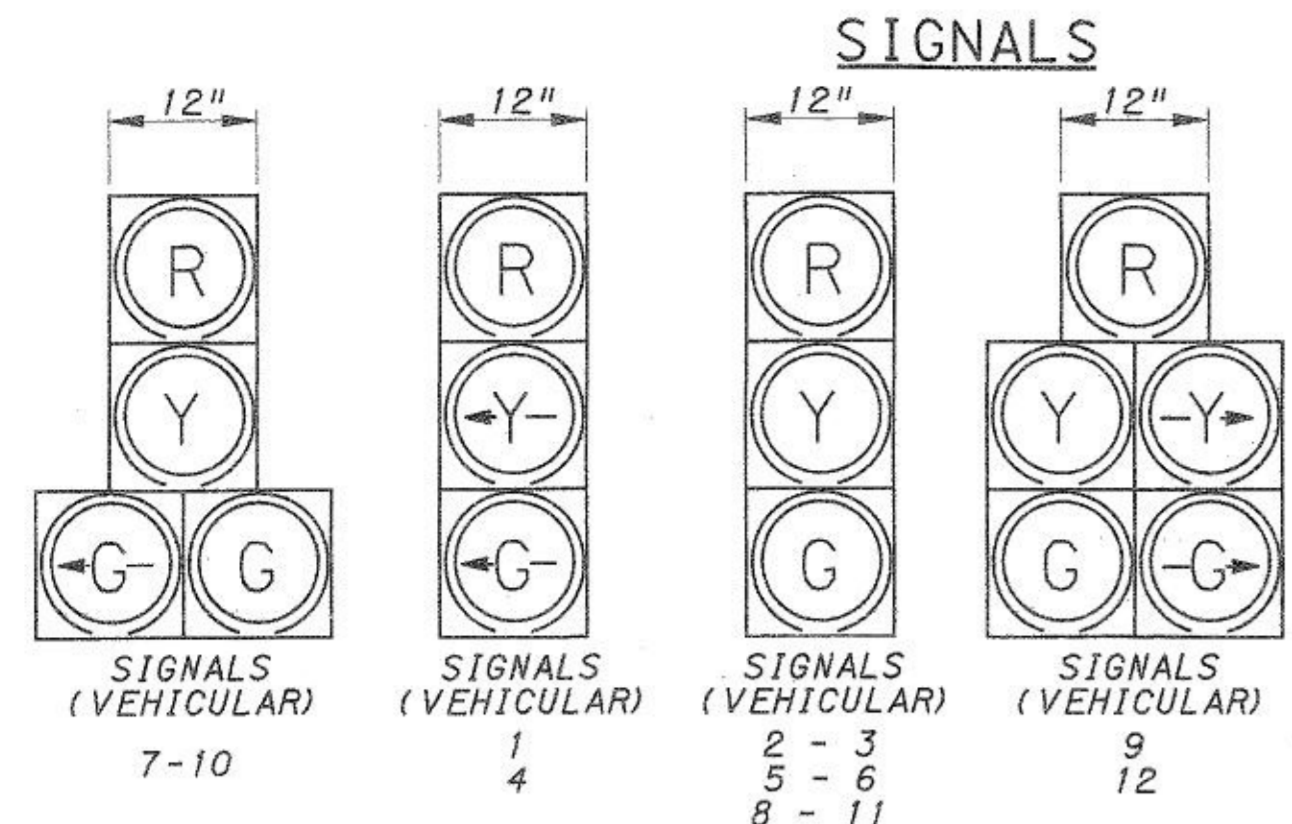 SIGNALS
12" 12" 12" 12"
R R R R
Y Y Y Y Y
G G G G G G
SIGNALS SIGNALS SIGNALS SIGNALS
(VEHICULAR) (VEHICULAR) (VEHICULAR) (VEHICULAR)
7-10 1 2 - 3 9
4 5 - 6 12
8 - 11